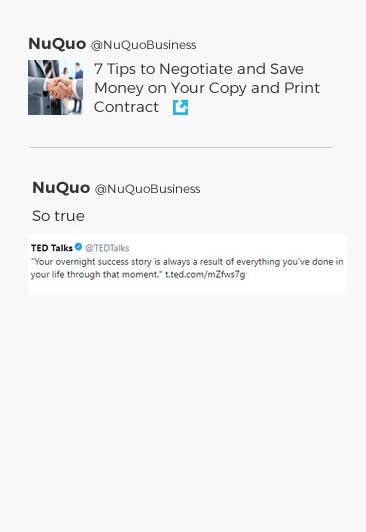 NuQuo @NuQuoBusiness
7 Tips to Negotiate and Save
Money on Your Copy and Print
Contract
NuQuo @NuQuoBusiness
So true
TED Talks @TEDTalks
"Your overnight success story is always a result of everything you've done in
your life through that moment." t.ted.com/mZfws7g